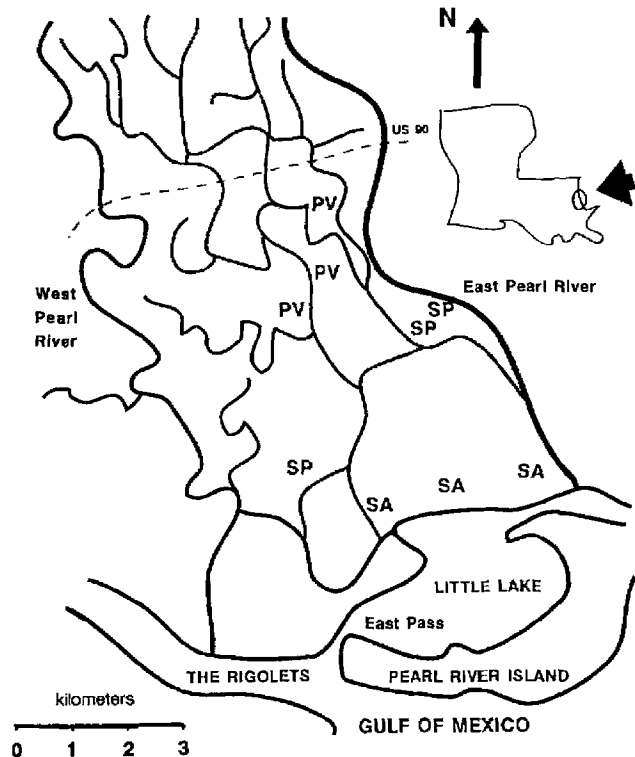 N
US 90
PV
East Pearl River
PV
SP
PV
West
Pearl
River
SP
SP
SA
SA
SA
LITTLE LAKE
East Pass
THE RIGOLETS
PEARL RIVER ISLAND
kilometers
GULF OF MEXICO
0 1 2 3